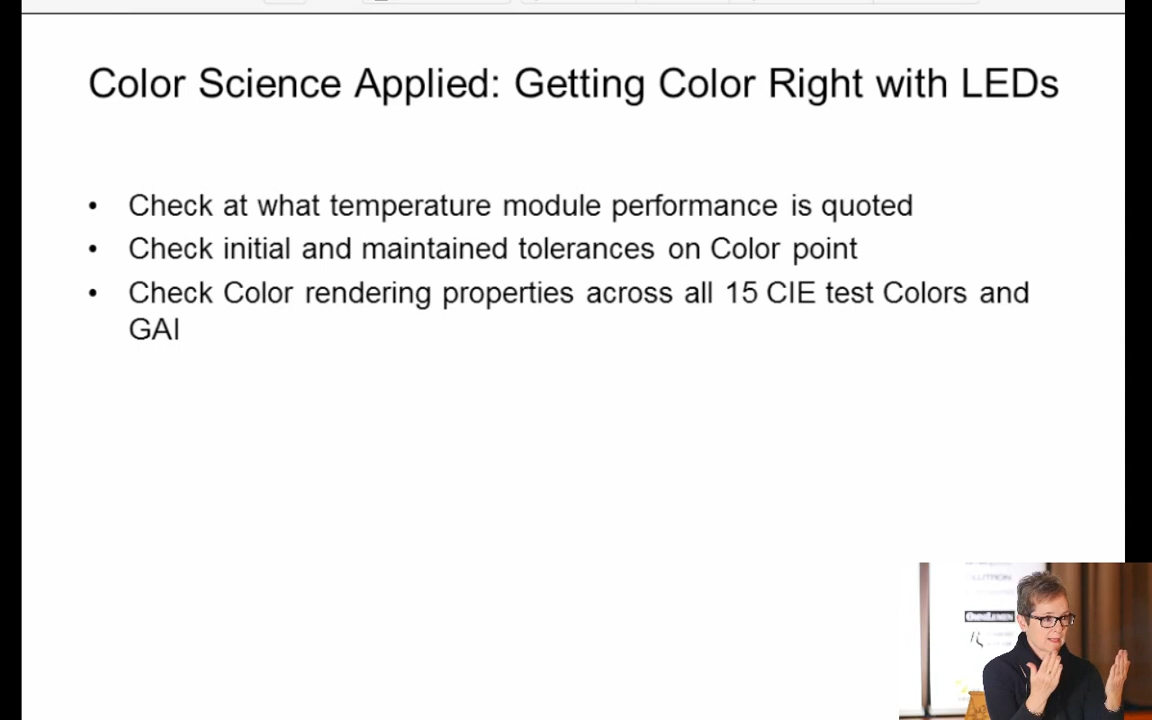 Color Science Applied: Getting Color Right with LEDs
• Check at what temperature module performance is quoted
• Check initial and maintained tolerances on Color point
• Check Color rendering properties across all 15 CIE test Colors and
GAI